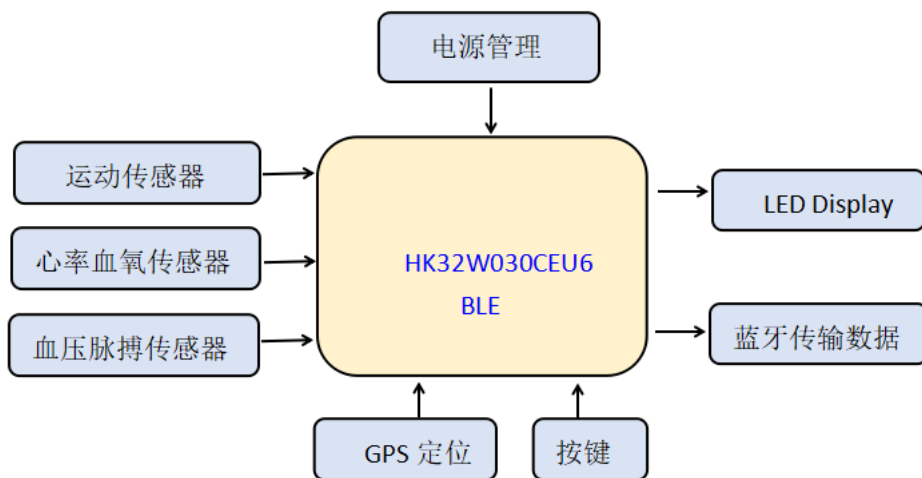 电源管理
运动传感器
心率血氧传感器
血压脉搏传感器
HK32W030CEU6
BLE
LED Display
蓝牙传输数据
GPS 定位
按键